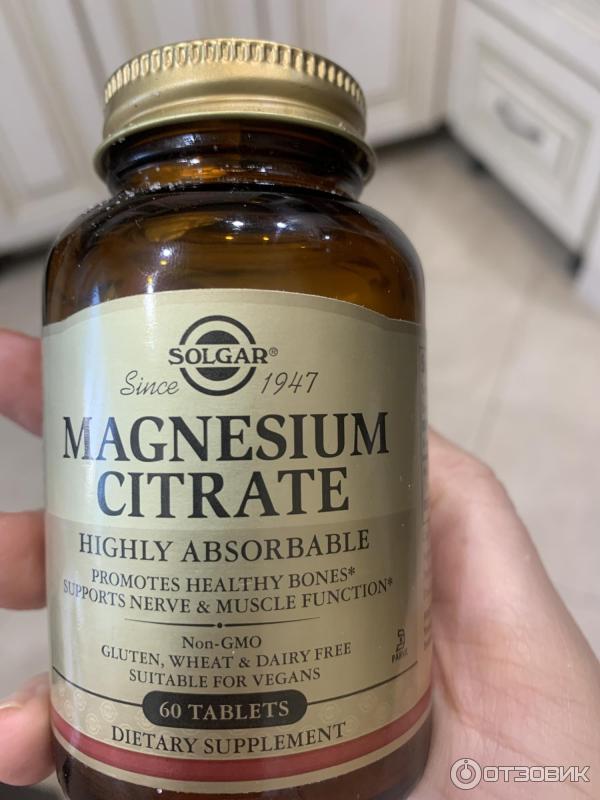 SOLGAR®
Since 1947
MAGNESIUM
CITRATE
HIGHLY ABSORBABLE
PROMOTES HEALTHY BONES*
SUPPORTS NERVE & MUSCLE FUNCTION*
NON-GMO
GLUTEN, WHEAT & DAIRY FREE
SUITABLE FOR VEGANS
PARVE
60 TABLETS
DIETARY SUPPLEMENT
ОТЗОВИК